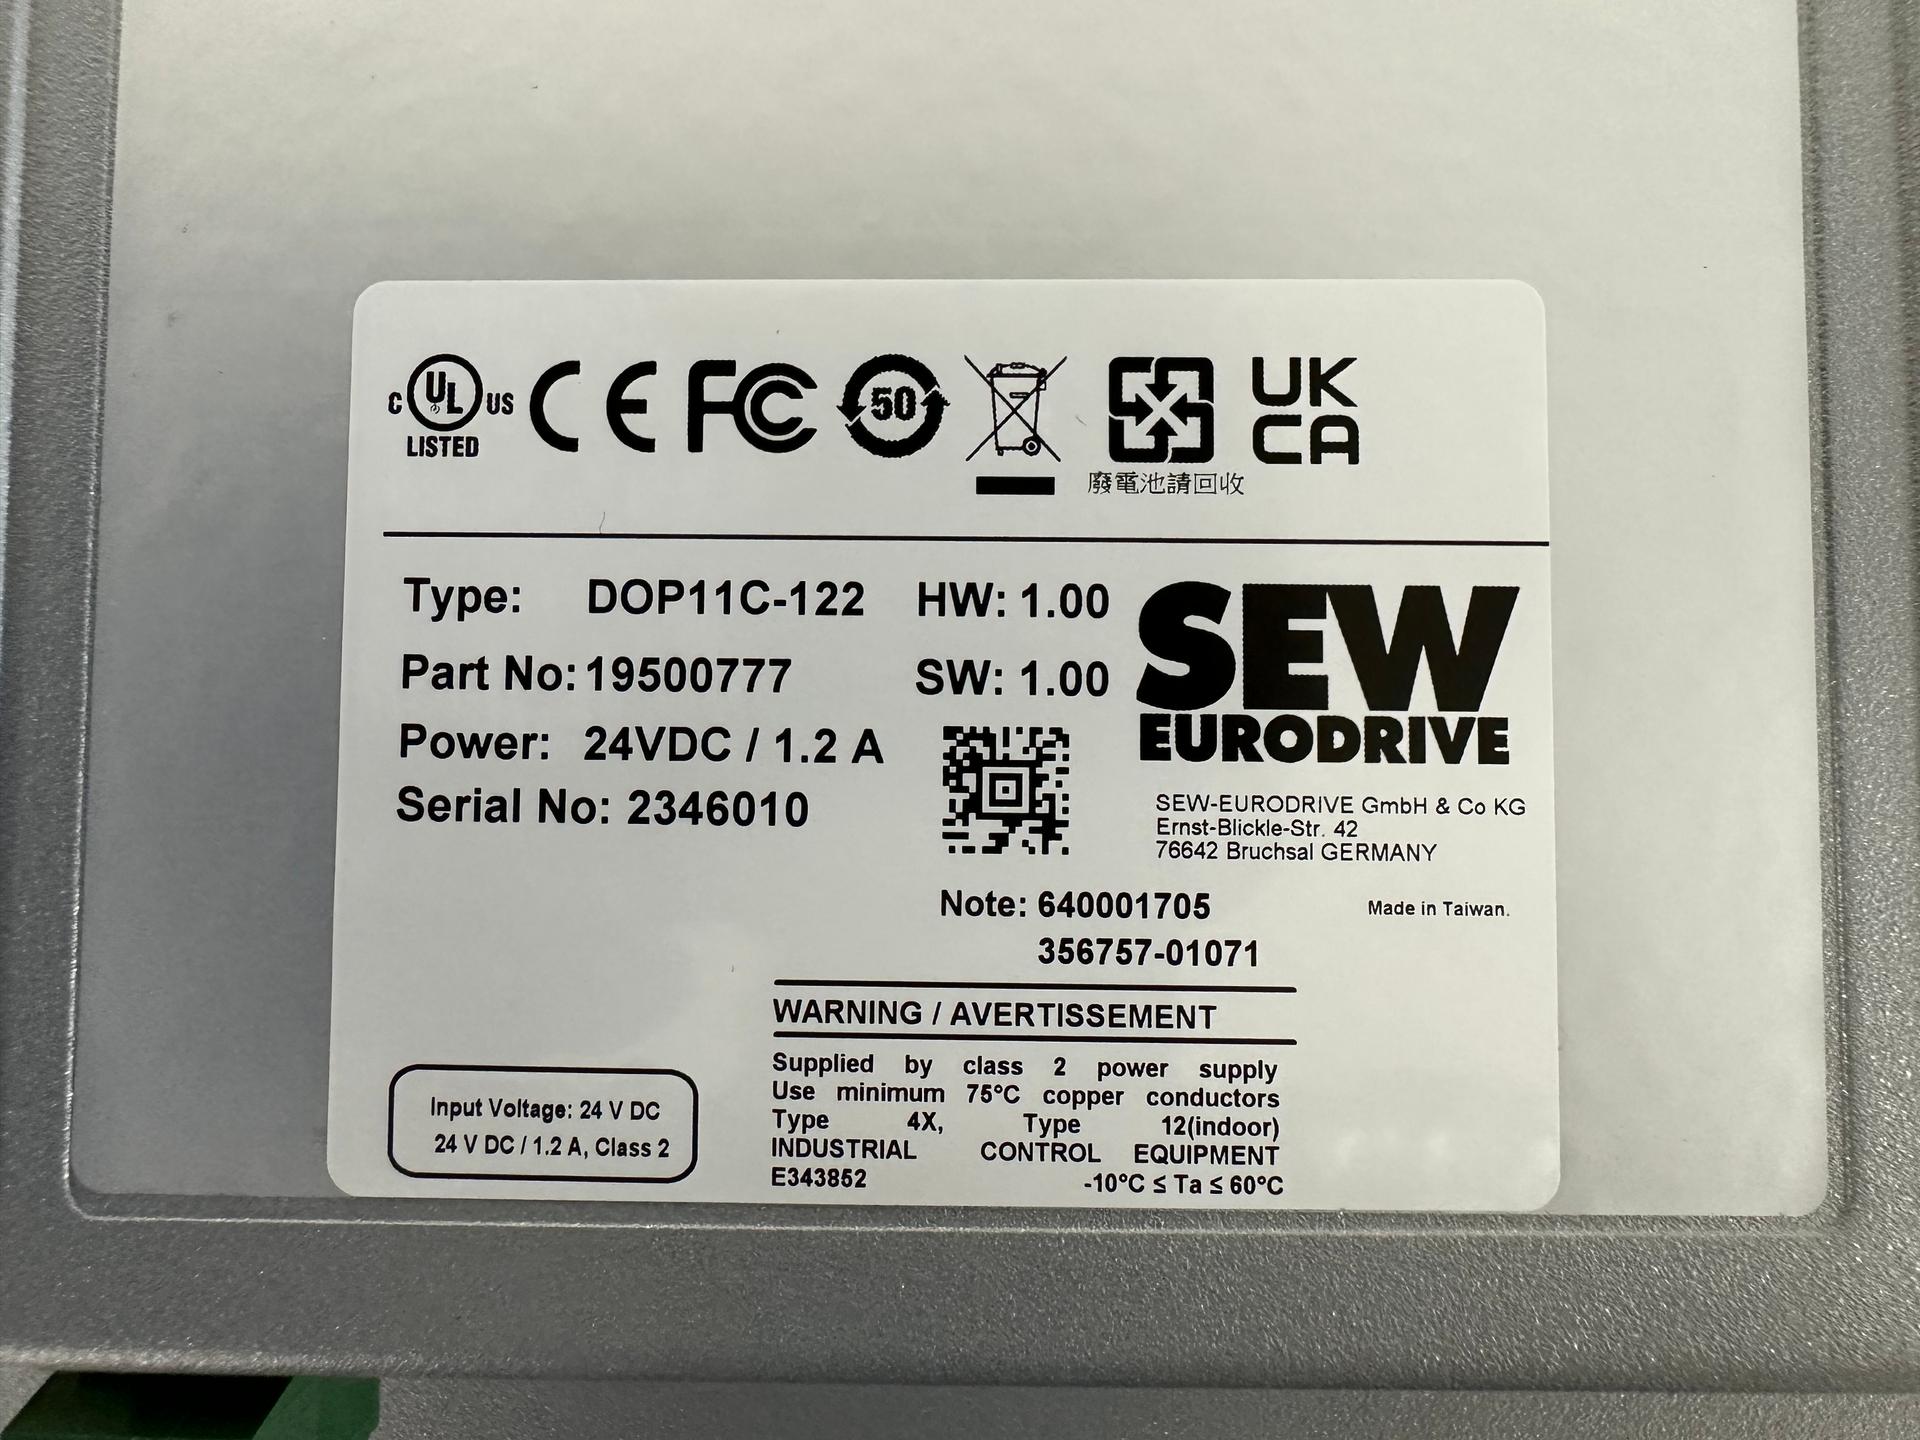 C UL US CE FC 50 UK
LISTED CA
廢電池請回收
Type: DOP11C-122 HW: 1.00
Part No: 19500777 SW: 1.00
Power: 24VDC / 1.2 A
Serial No: 2346010
SEW
EURODRIVE
SEW-EURODRIVE GmbH & Co KG
Ernst-Blickle-Str. 42
76642 Bruchsal GERMANY
Note: 640001705
356757-01071
Made in Taiwan.
WARNING / AVERTISSEMENT
Supplied by class 2 power supply
Use minimum 75°C copper conductors
Type 4X, Type 12(indoor)
INDUSTRIAL CONTROL EQUIPMENT
E343852 -10°C ≤ Ta ≤ 60°C
Input Voltage: 24 V DC
24 V DC / 1.2 A, Class 2